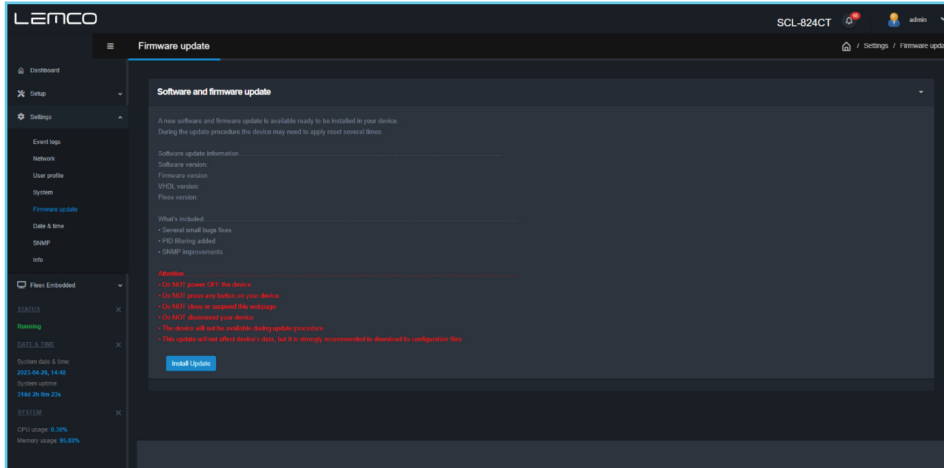 LEMCO
SCL-824CT
admin
Firmware update
/ Settings / Firmware upda
Dashboard
Setup
Settings
Event logs
Network
User profile
System
Firmware update
Date & time
SNMP
Info
Fleex Embedded
STATUS
Running
DATE & TIME
System date & time:
2023-04-26, 14:40
System uptime:
314d 2h 8m 23s
SYSTEM
CPU usage: 6.30%
Memory usage: 95.88%
Software and firmware update
A new software and firmware update is available ready to be installed in your device.
During the update procedure the device may need to apply reset several times.
Software update information
Software version:
Firmware version:
VHDL version:
Fleex version:
What's included
• Several small bugs fixes
• PID filtering added
• SNMP improvements
Attention
• Do NOT power OFF the device
• Do NOT press any button on your device
• Do NOT close or suspend this webpage
• Do NOT disconnect your device
• The device will not be available during update procedure
• This update will not affect device's data, but it is strongly recommended to download its configuration files
Install Update